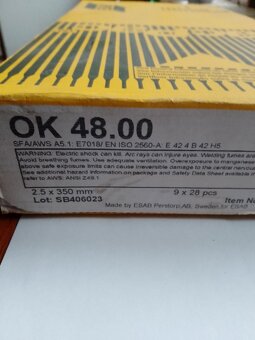 OK 48.00
SFA/AWS A5.1: E7018/ EN ISO 2560-A: E 42 4 B 42 H5
WARNING: Electric shock can kill. Arc rays can injure eyes. Welding fumes are
Avoid breathing fumes. Use adequate ventilation. Overexposure to manganese
above safe exposure limits can cause irreversible damage to the central nervous
See additional hazard information on package and Safety Data Sheet available
refer to AWS: ANSI Z49.1
2.5 x 350 mm 9 x 28 pcs
Lot: SB406023 Item No
Made by ESAB Perstorp AB, Sweden for ESAB